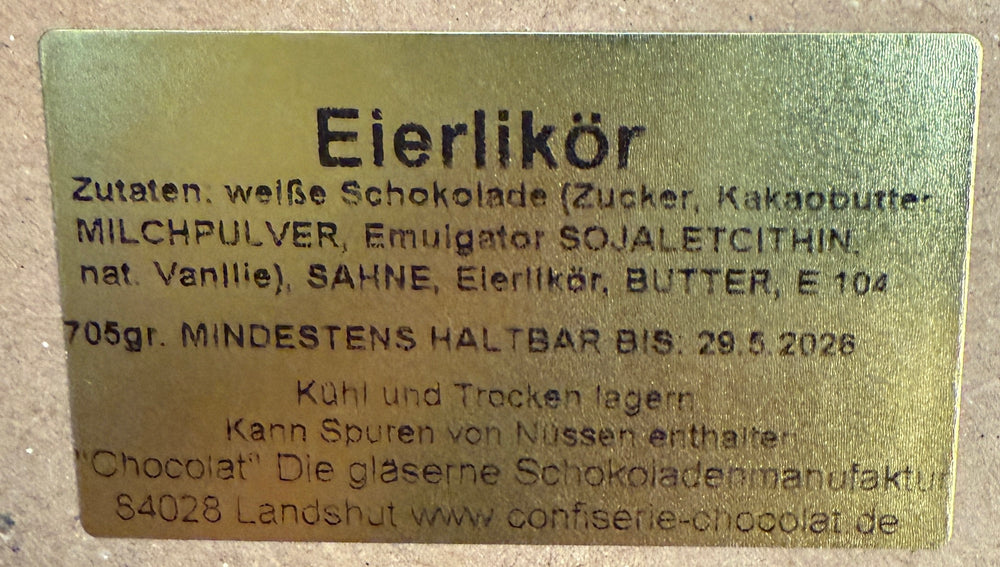 Eierlikör
Zutaten: weiße Schokolade (Zucker, Kakaobutter
MILCHPULVER, Emulgator SOJALETCITHIN,
nat. Vanille), SAHNE, Eierlikör, BUTTER, E 104
705gr. MINDESTENS HALTBAR BIS: 29.5.2026
Kühl und Trocken lagern
Kann Spuren von Nüssen enthalten
"Chocolat" Die gläserne Schokoladenmanufaktur
84028 Landshut www.confiserie-chocolat.de